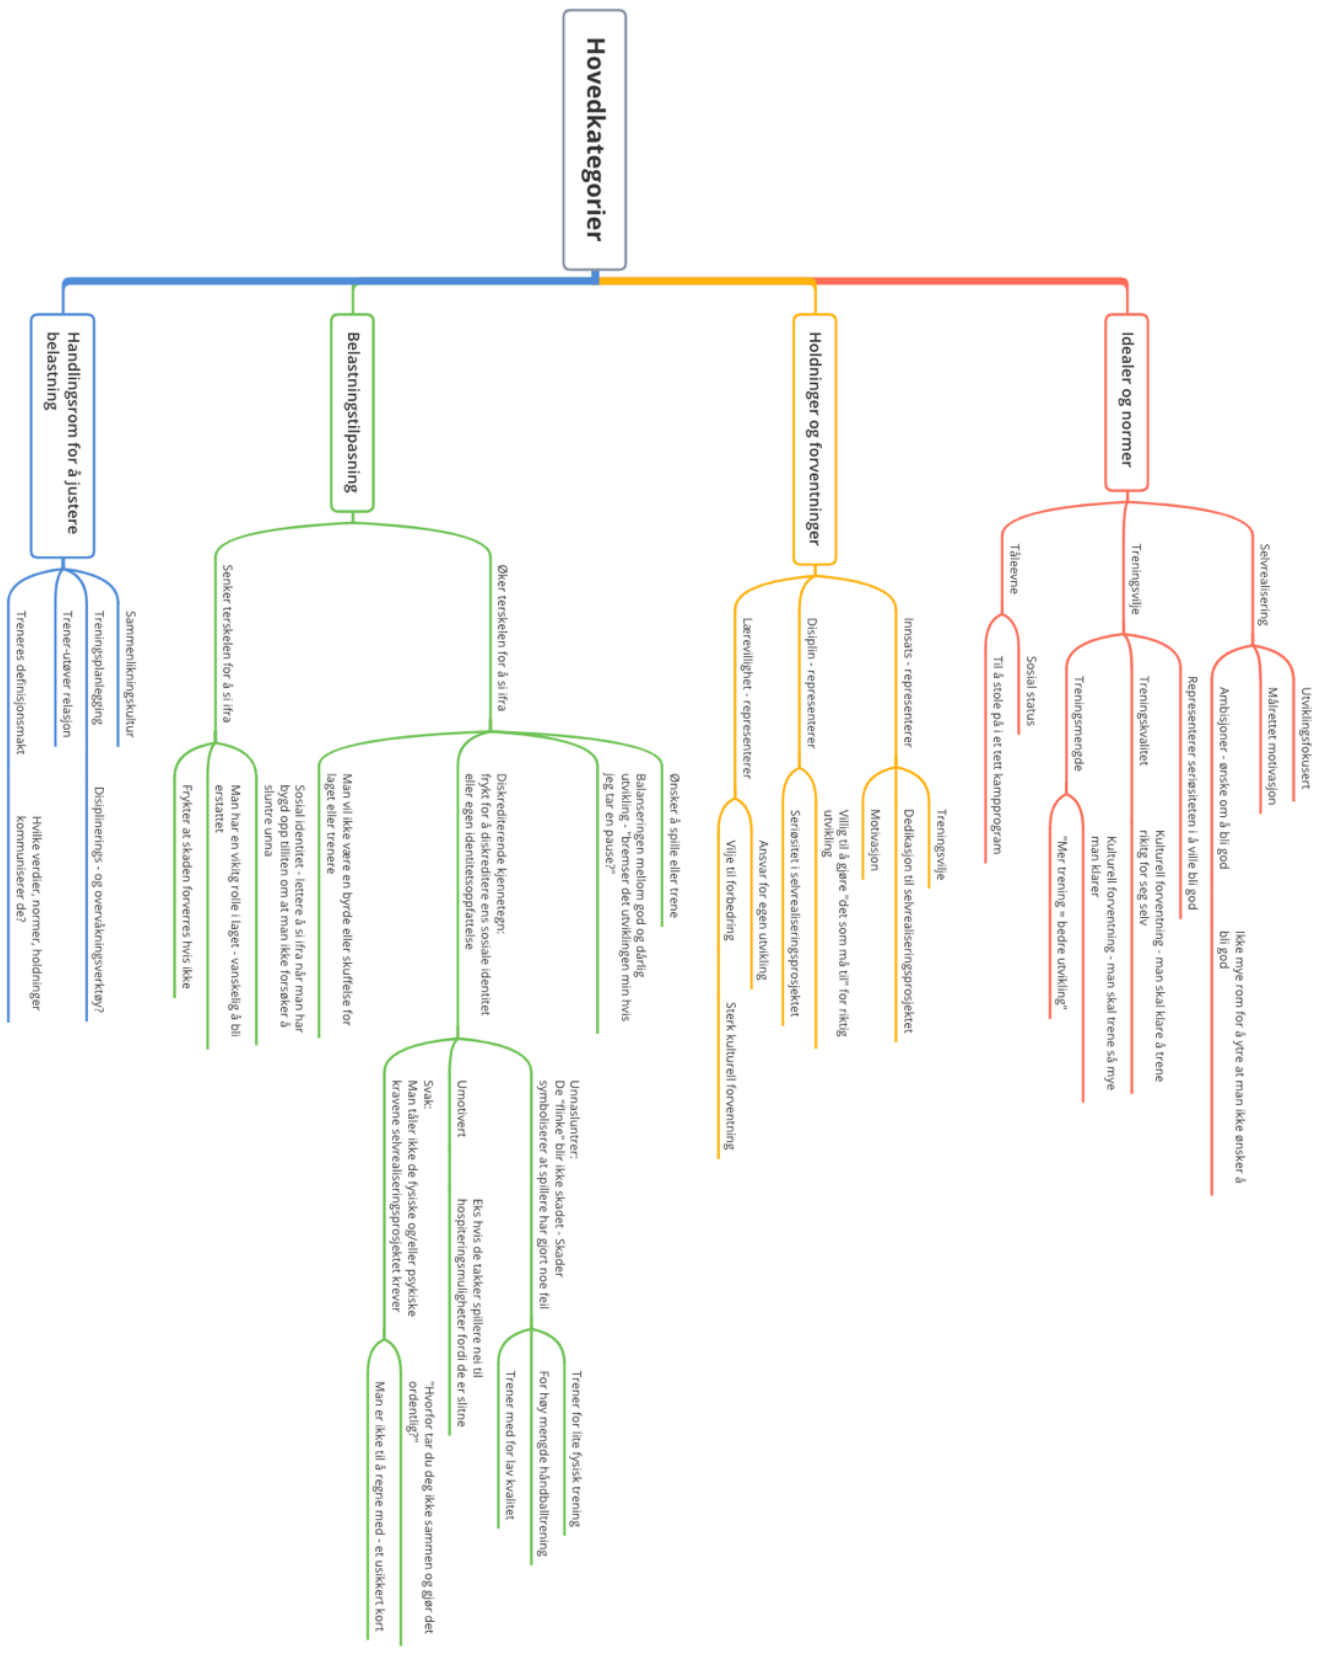 Hovedkategorier
Idealer og normer
Selvrealisering
Utviklingsfokusert
Målrettet motivasjon
Ambisjoner - ønske om å bli god
Ikke mye rom for å ytre at man ikke ønsker å
bli god
Treningsvilje
Representerer seriøsiteten i å ville bli god
Treningskvalitet
Kulturell forventning - man skal klare å trene
rikitg for seg selv
Treningsmengde
Kulturell forventning - man skal trene så mye
man klarer
"Mer trening = bedre utvikling"
Tåleevne
Sosial status
Til å stole på i et tett kampprogram
Holdninger og forventninger
Innsats - representerer
Treningsvilje
Dedikasjon til selvrealiseringsprosjektet
Motivasjon
Disiplin - representerer
Villig til å gjøre "det som må til" for riktig
utvikling
Seriøsitet i selvrealiseringsprosjektet
Lærevillighet - representerer
Ansvar for egen utvikling
Vilje til forbedring
Sterk kulturell forventning
Belastningstilpasning
Øker terskelen for å si ifra
Ønsker å spille eller trene
Balanseringen mellom god og dårlig
utvikling - "bremser det utviklingen min hvis
jeg tar en pause?"
Diskrediterende kjennetegn:
frykt for å diskreditere ens sosiale identitet
eller egen identitetsoppfattelse
Unnasluntrer:
De "flinke" blir ikke skadet - Skader
symboliserer at spillere har gjort noe feil
Trener for lite fysisk trening
For høy mengde håndballtrening
Trener med for lav kvalitet
Umotivert
Eks hvis de takker spillere nei til
hospiteringsmuligheter fordi de er slitne
Svak:
Man tåler ikke de fysiske og/eller psykiske
kravene selvrealiseringsprosjektet krever
"Hvorfor tar du deg ikke sammen og gjør det
ordentlig?"
Man er ikke til å regne med - et usikkert kort
Man vil ikke være en byrde eller skuffelse for
laget eller trenere
Senker terskelen for å si ifra
Sosial identitet - lettere å si ifra når man har
bygd opp tilliten om at man ikke forsøker å
sluntre unna
Man har en vikitg rolle i laget - vanskelig å bli
erstattet
Frykter at skaden forverres hvis ikke
Handlingsrom for å justere
belastning
Sammenlikningskultur
Treningsplanlegging
Disiplinerings - og overvåkningsverktøy?
Trener-utøver relasjon
Treneres definisjonsmakt
Hvilke verdier, normer, holdninger
kommuniserer de?